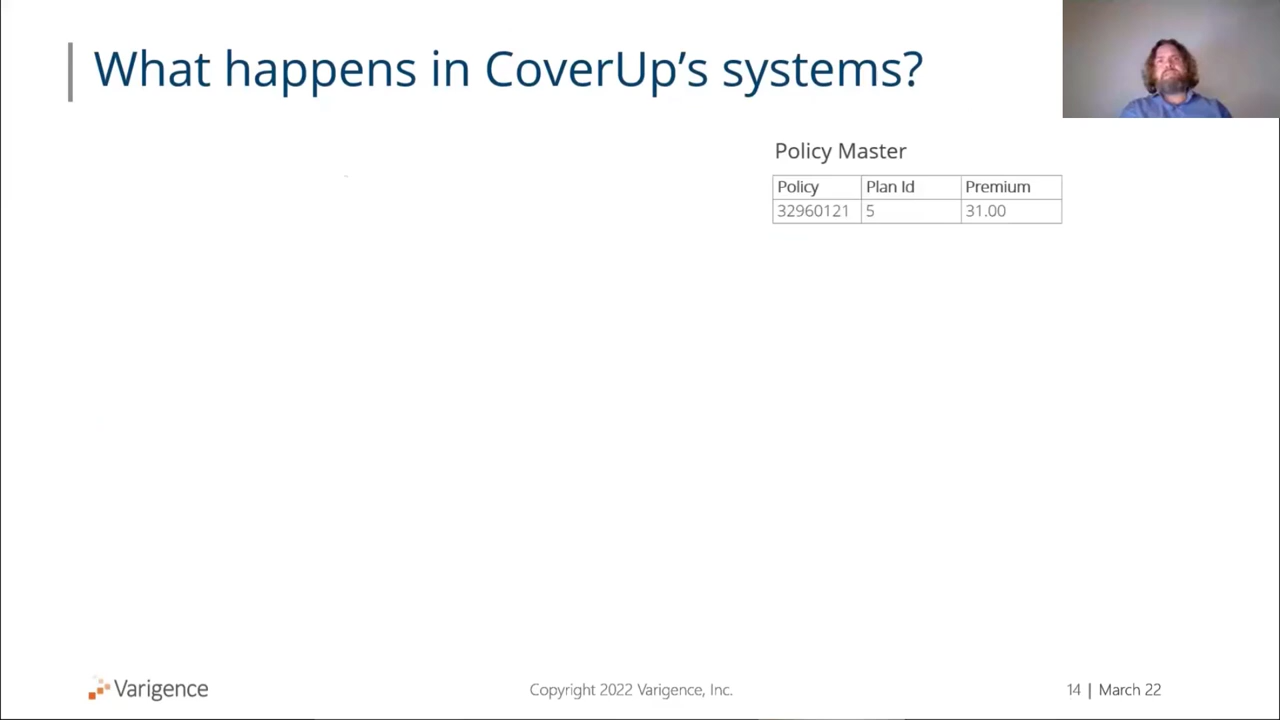 What happens in CoverUp’s systems?
Policy Master
Policy Plan Id Premium
32960121 5 31.00
Varigence
Copyright 2022 Varigence, Inc.
14 | March 22